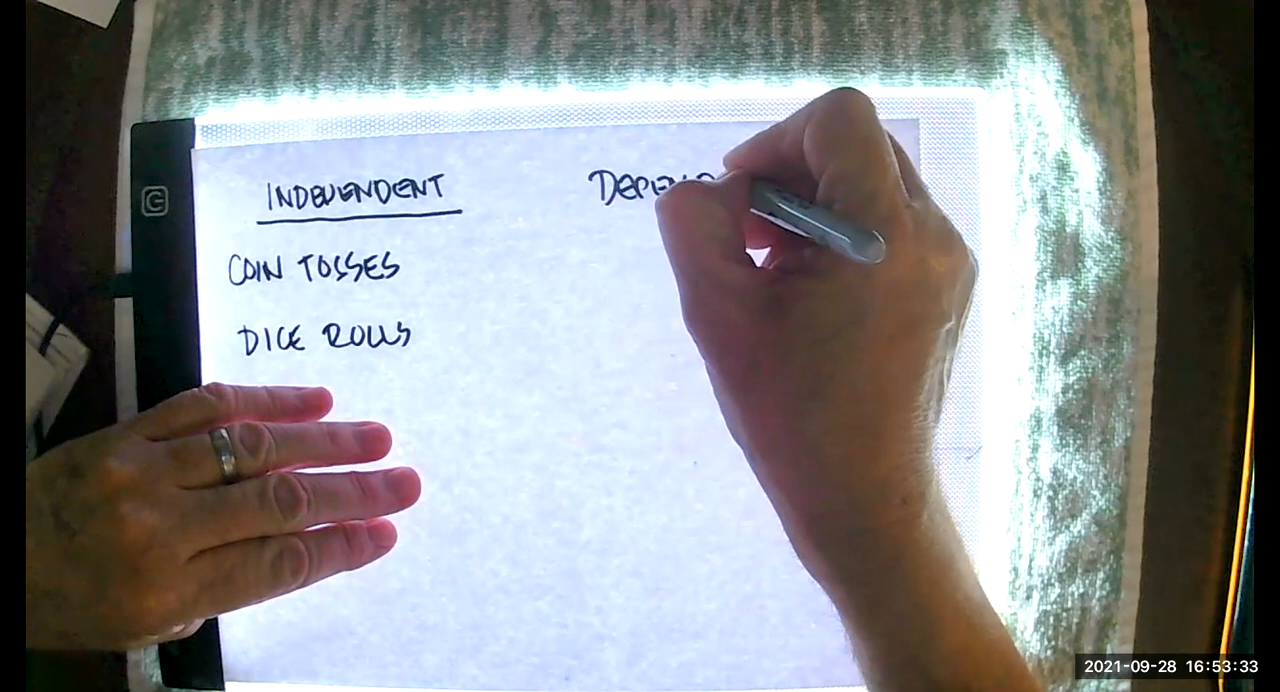 INDEPENDENT
COIN TOSSES
DICE ROLLS
2021-09-28 16:53:33